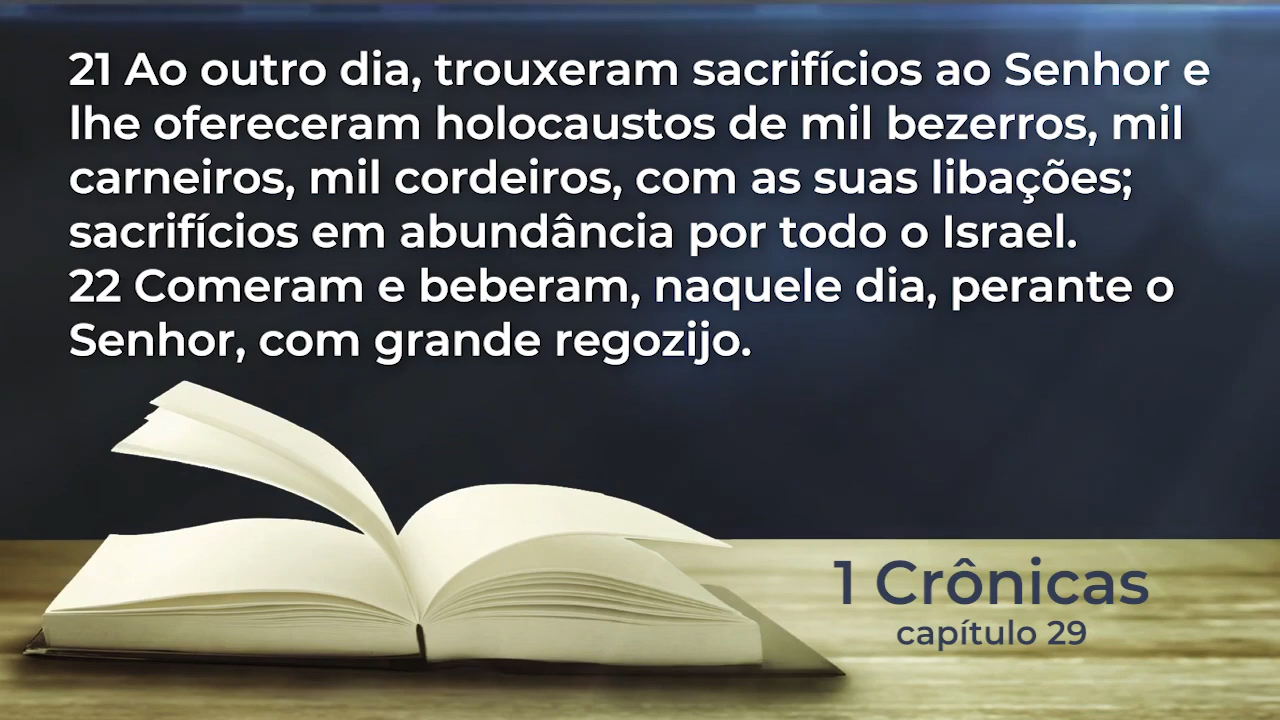 21 Ao outro dia, trouxeram sacrifícios ao Senhor e
lhe ofereceram holocaustos de mil bezerros, mil
carneiros, mil cordeiros, com as suas libações;
sacrifícios em abundância por todo o Israel.
22 Comeram e beberam, naquele dia, perante o
Senhor, com grande regozijo.
1 Crônicas
capítulo 29